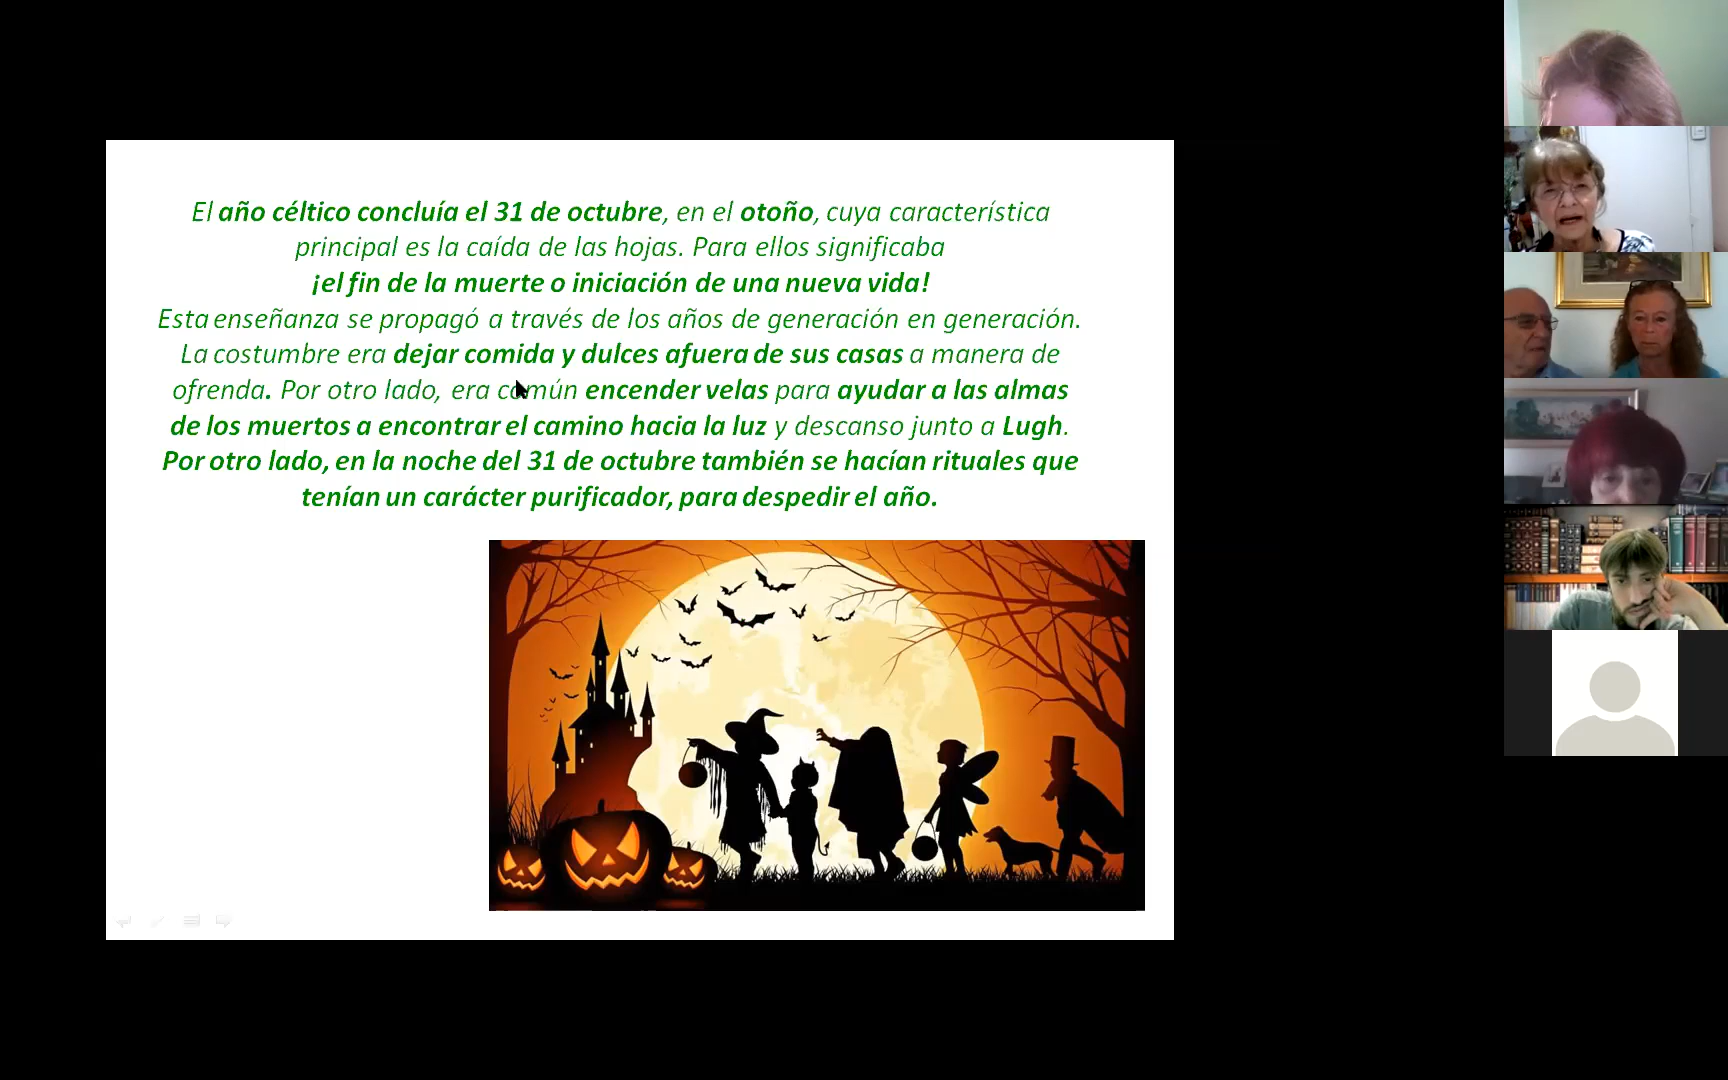 El año céltico concluía el 31 de octubre, en el otoño, cuya característica
principal es la caída de las hojas. Para ellos significaba
¡el fin de la muerte o iniciación de una nueva vida!
Esta enseñanza se propagó a través de los años de generación en generación.
La costumbre era dejar comida y dulces afuera de sus casas a manera de
ofrenda. Por otro lado, era común encender velas para ayudar a las almas
de los muertos a encontrar el camino hacia la luz y descanso junto a Lugh.
Por otro lado, en la noche del 31 de octubre también se hacían rituales que
tenían un carácter purificador, para despedir el año.